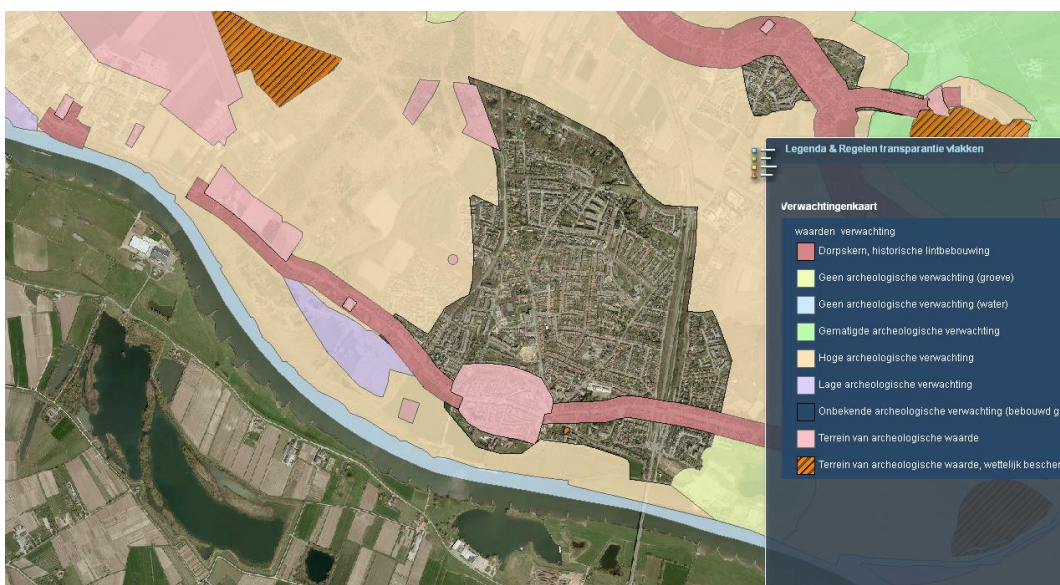 Legenda & Regelen transparantie vlakken
Verwachtingenkaart
waarden verwachting
Dorpskern, historische lintbebouwing
Geen archeologische verwachting (groeve)
Geen archeologische verwachting (water)
Gematigde archeologische verwachting
Hoge archeologische verwachting
Lage archeologische verwachting
Onbekende archeologische verwachting (bebouwd g
Terrein van archeologische waarde
Terrein van archeologische waarde, wettelijk bescher